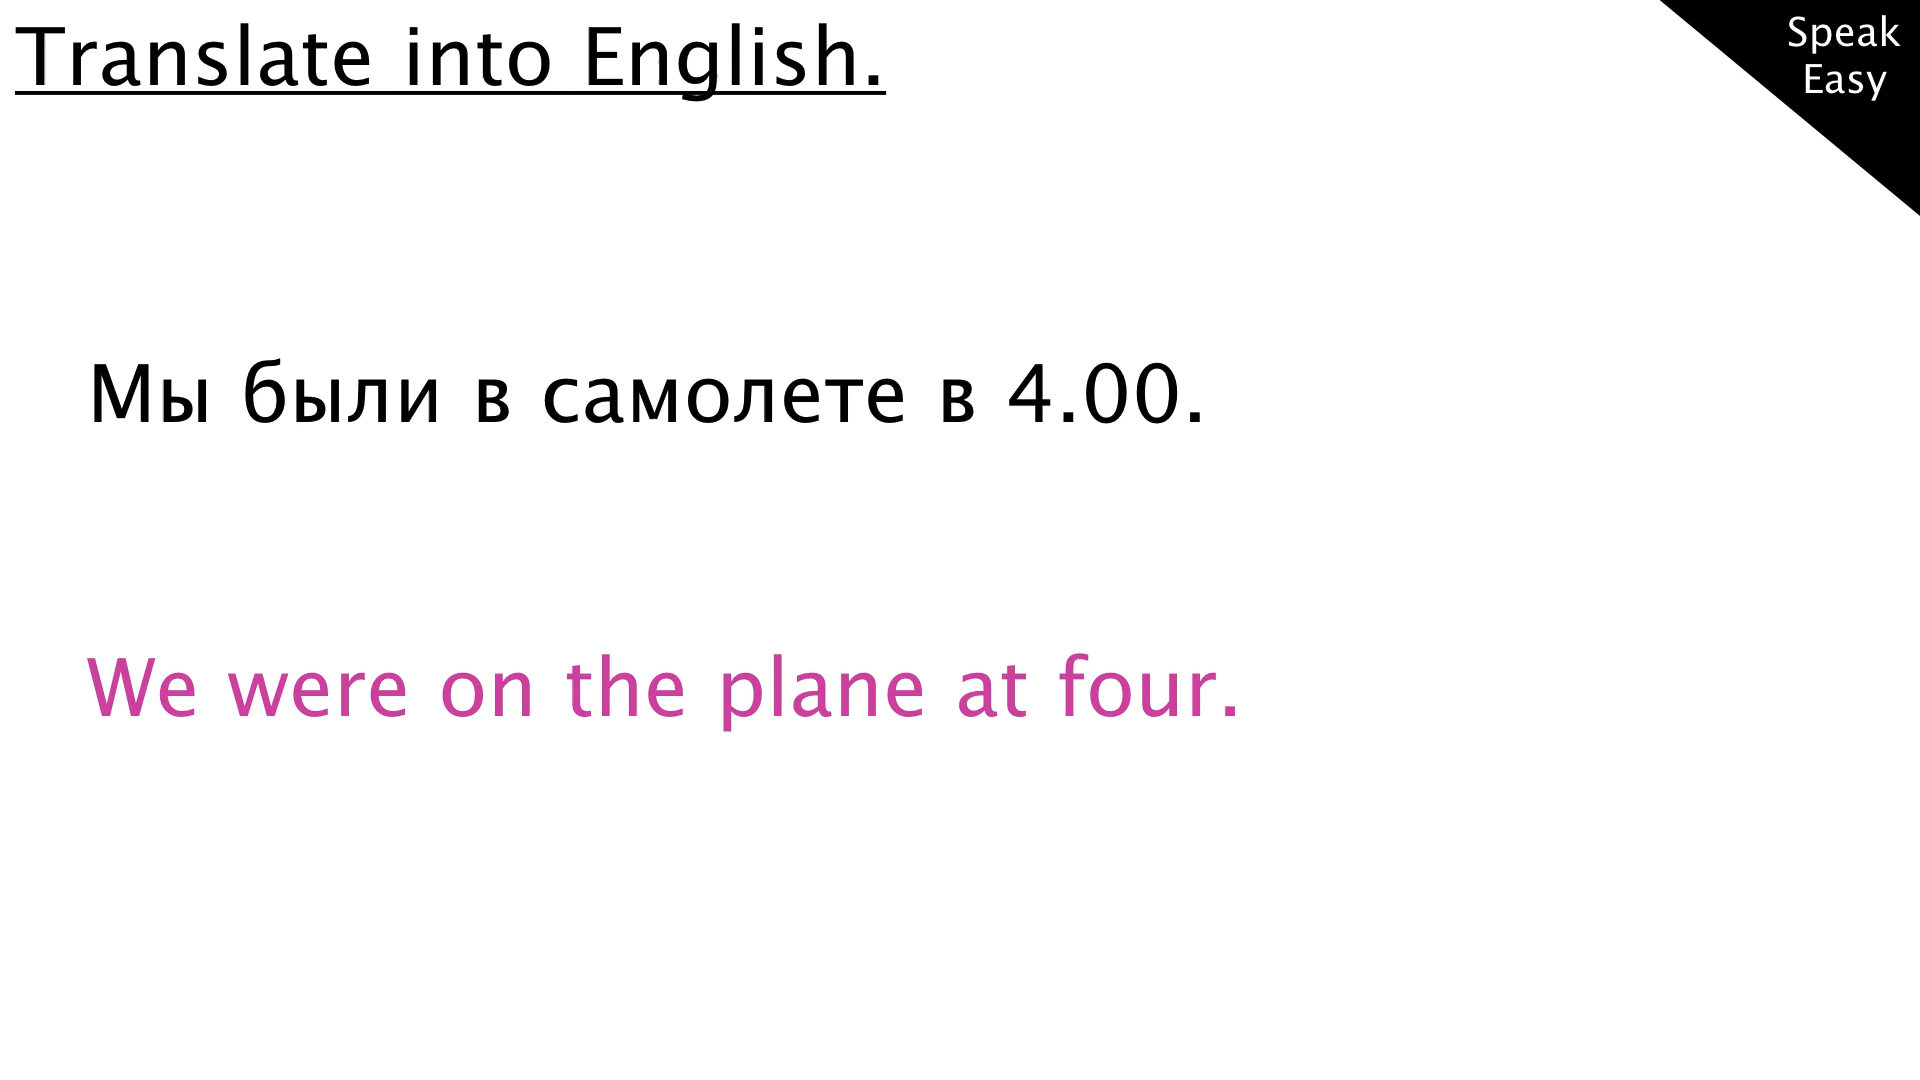 Translate into English.
Speak
Easy
Мы были в самолете в 4.00.
We were on the plane at four.